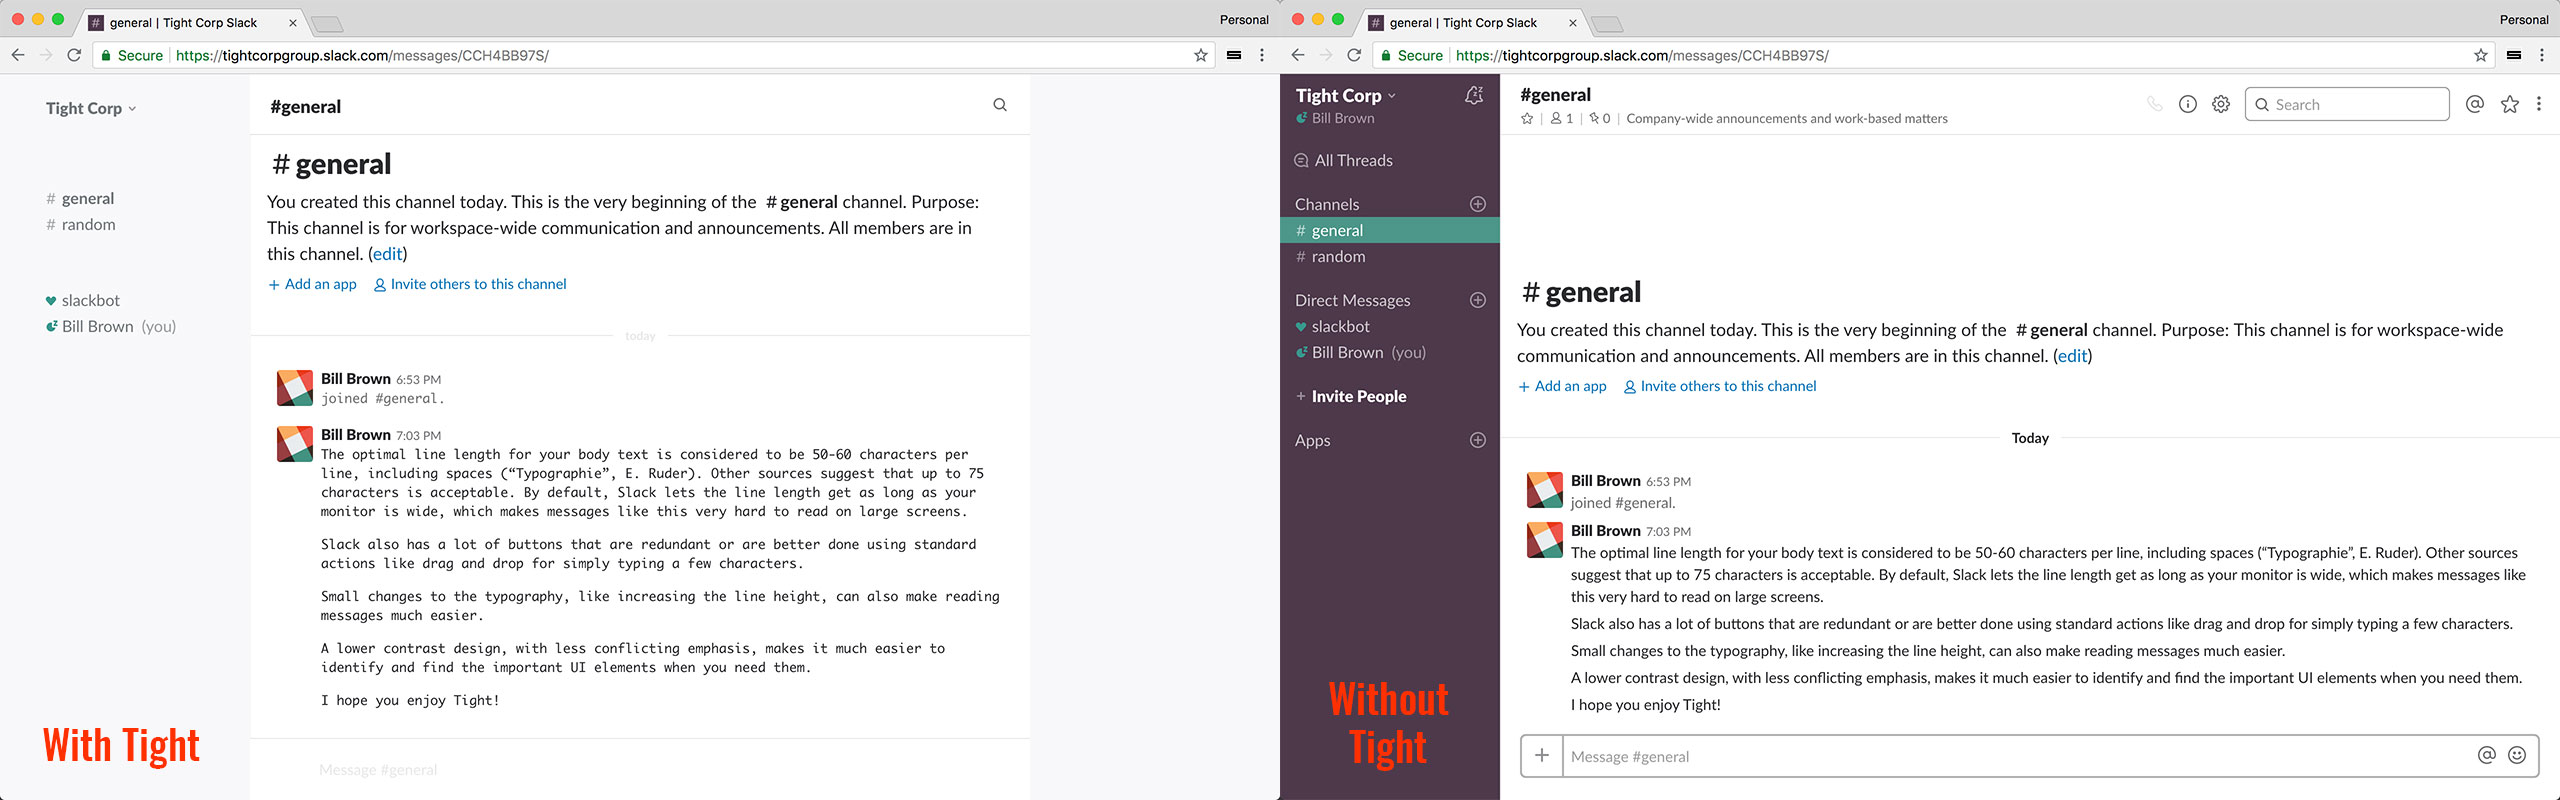 general | Tight Corp Slack
Personal
Secure
https://tightcorpgroup.slack.com/messages/CCH4BB97S/
Tight Corp
# general
# random
slackbot
Bill Brown (you)
With Tight
#general
# general
You created this channel today. This is the very beginning of the # general channel. Purpose:
This channel is for workspace-wide communication and announcements. All members are in
this channel. (edit)
+ Add an app Invite others to this channel
today
Bill Brown 6:53 PM
joined #general.
Bill Brown 7:03 PM
The optimal line length for your body text is considered to be 50-60 characters per
line, including spaces (“Typographie”, E. Ruder). Other sources suggest that up to 75
characters is acceptable. By default, Slack lets the line length get as long as your
monitor is wide, which makes messages like this very hard to read on large screens.
Slack also has a lot of buttons that are redundant or are better done using standard
actions like drag and drop for simply typing a few characters.
Small changes to the typography, like increasing the line height, can also make reading
messages much easier.
A lower contrast design, with less conflicting emphasis, makes it much easier to
identify and find the important UI elements when you need them.
I hope you enjoy Tight!
Message #general
general | Tight Corp Slack
Personal
Secure
https://tightcorpgroup.slack.com/messages/CCH4BB97S/
Tight Corp
Bill Brown
All Threads
Channels
# general
# random
Direct Messages
slackbot
Bill Brown (you)
+ Invite People
Apps
Without
Tight
#general
1 | 0 | Company-wide announcements and work-based matters
Search
# general
You created this channel today. This is the very beginning of the # general channel. Purpose: This channel is for workspace-wide
communication and announcements. All members are in this channel. (edit)
+ Add an app Invite others to this channel
Today
Bill Brown 6:53 PM
joined #general.
Bill Brown 7:03 PM
The optimal line length for your body text is considered to be 50-60 characters per line, including spaces (“Typographie”, E. Ruder). Other sources
suggest that up to 75 characters is acceptable. By default, Slack lets the line length get as long as your monitor is wide, which makes messages like
this very hard to read on large screens.
Slack also has a lot of buttons that are redundant or are better done using standard actions like drag and drop for simply typing a few characters.
Small changes to the typography, like increasing the line height, can also make reading messages much easier.
A lower contrast design, with less conflicting emphasis, makes it much easier to identify and find the important UI elements when you need them.
I hope you enjoy Tight!
Message #general